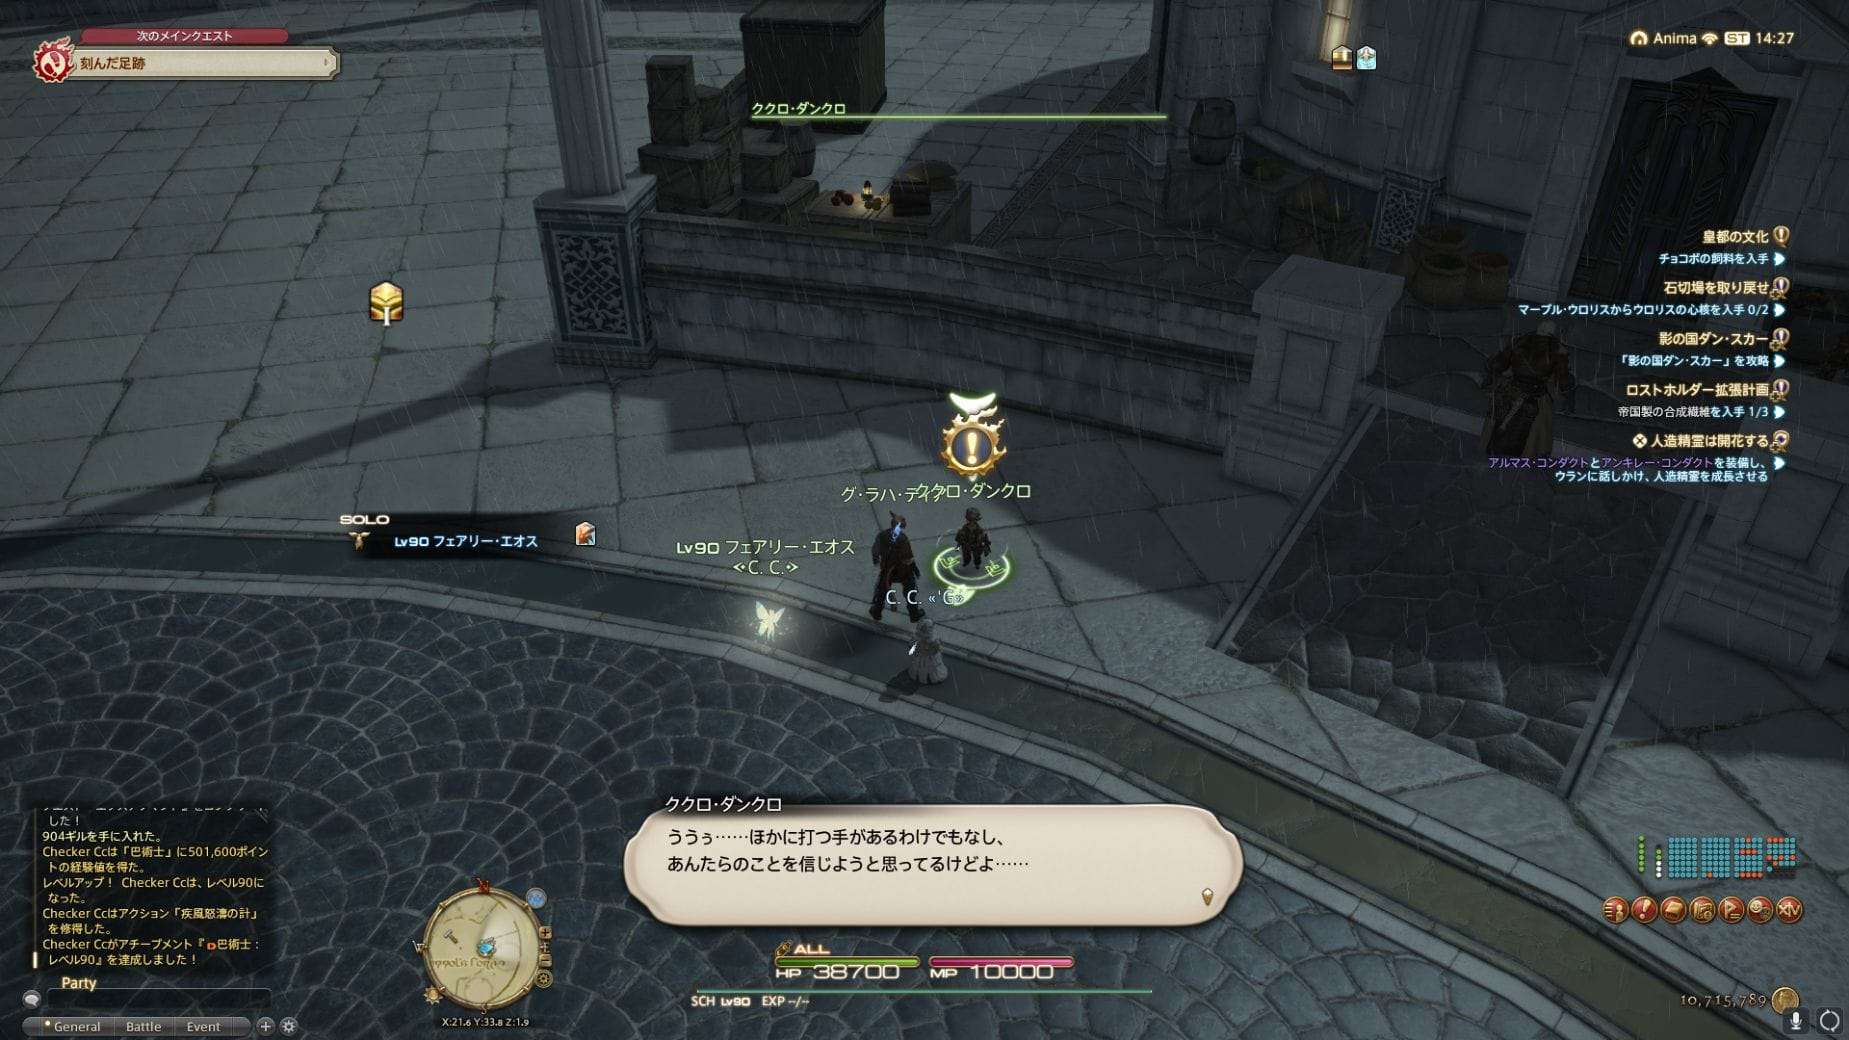 次のメインクエスト
刻んだ足跡
Anima ST 14:27
ククロ・ダンクロ
皇都の文化
チョコボの飼料を入手
石切場を取り戻せ
マーブル・ウロリスからウロリスの心核を入手 0/2
影の国ダン・スカー
「影の国ダン・スカー」を攻略
ロストホルダー拡張計画
帝国製の合成繊維を入手 1/3
人造精霊は開花する
アルマス・コンダクトとアンキレー・コンダクトを装備し、
ウランに話しかけ、人造精霊を成長させる
グ・ラハ・ティア
ククロ・ダンクロ
SOLO
Lv90 フェアリー・エオス
Lv90 フェアリー・エオス
C. C.
C. C. «'G»
ククロ・ダンクロ
ううぅ……ほかに打つ手があるわけでもなし、
あんたらのことを信じようと思ってるけどよ……
した！
904ギルを手に入れた。
Checker Ccは「巴術士」に501,600ポイン
トの経験値を得た。
レベルアップ！ Checker Ccは、レベル90に
なった。
Checker Ccはアクション「疾風怒濤の計」
を修得した。
Checker Ccがアチーブメント『巴術士：
レベル90』を達成しました！
Party
General Battle Event
N
W
X:21.6 Y:33.8 Z:1.9
ALL
HP 38700 MP 10000
SCH Lv90 EXP --/--
XIV
10,715,789